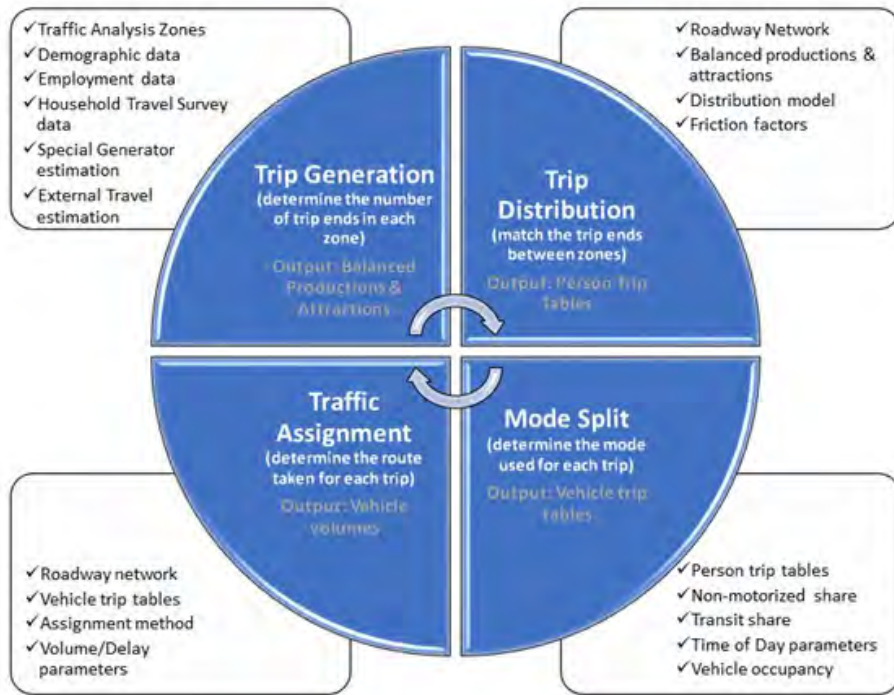 ✓Traffic Analysis Zones
✓Demographic data
✓Employment data
✓Household Travel Survey
data
✓Special Generator
estimation
✓External Travel
estimation
Trip Generation
(determine the number
of trip ends in each
zone)
Output: Balanced
Productions &
Attractions
✓Roadway Network
✓Balanced productions &
attractions
✓Distribution model
✓Friction factors
Trip
Distribution
(match the trip ends
between zones)
Output: Person Trip
Tables
Traffic
Assignment
(determine the route
taken for each trip)
Output: Vehicle
volumes
✓Roadway network
✓Vehicle trip tables
✓Assignment method
✓Volume/Delay
parameters
Mode Split
(determine the mode
used for each trip)
Output: Vehicle trip
tables
✓Person trip tables
✓Non-motorized share
✓Transit share
✓Time of Day parameters
✓Vehicle occupancy